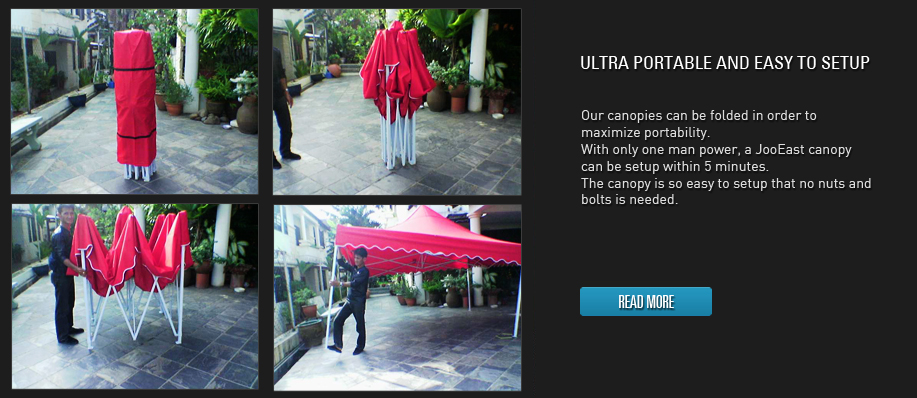 ULTRA PORTABLE AND EASY TO SETUP
Our canopies can be folded in order to
maximize portability.
With only one man power, a JooEast canopy
can be setup within 5 minutes.
The canopy is so easy to setup that no nuts and
bolts is needed.
READ MORE